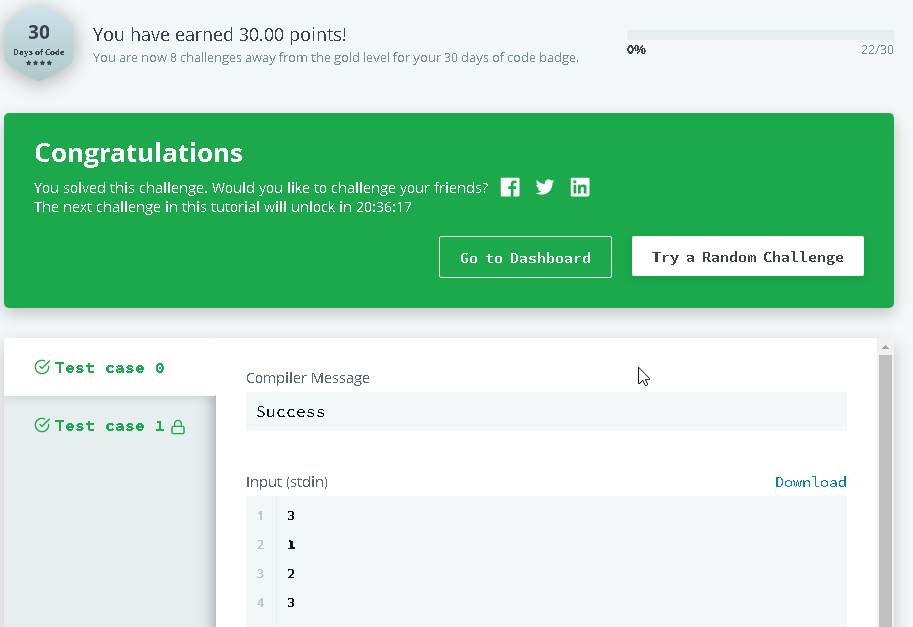 30
Days of Code
You have earned 30.00 points!
You are now 8 challenges away from the gold level for your 30 days of code badge.
0%
22/30
Congratulations
You solved this challenge. Would you like to challenge your friends?
The next challenge in this tutorial will unlock in 20:36:17
Go to Dashboard
Try a Random Challenge
Test case 0
Test case 1
Compiler Message
Success
Input (stdin)
Download
1 3
2 1
3 2
4 3